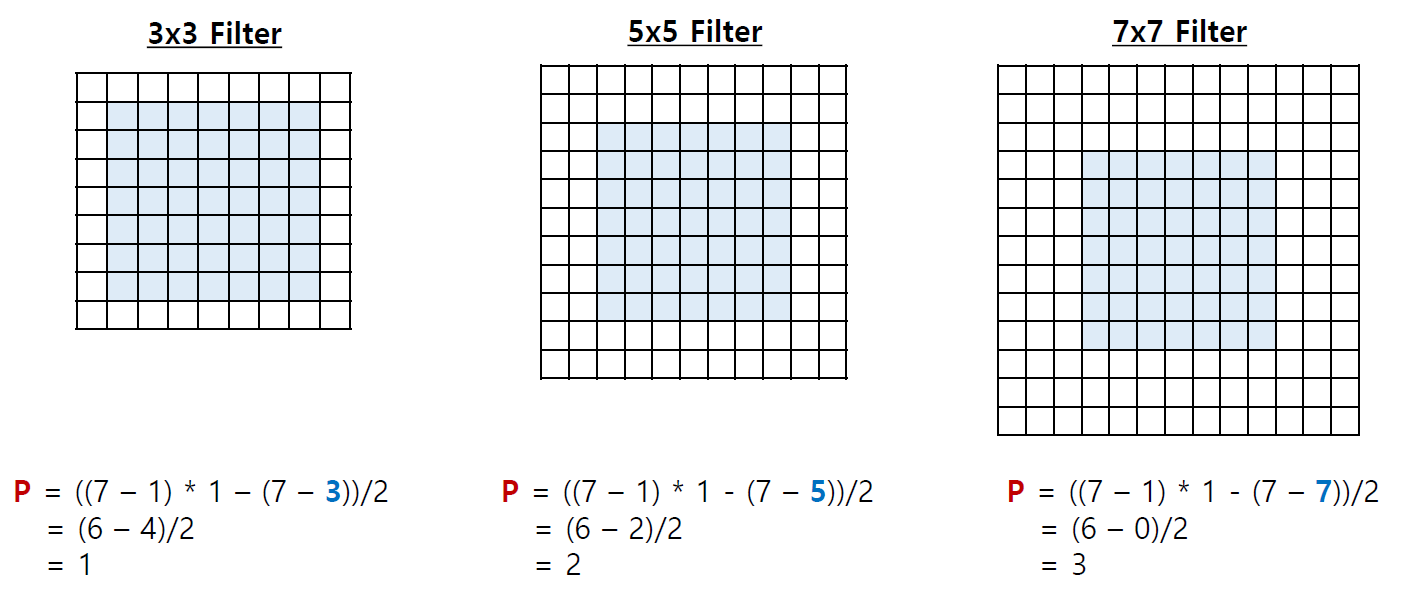 3x3 Filter
5x5 Filter
7x7 Filter
P = ((7 – 1) * 1 – (7 – 3))/2
= (6 – 4)/2
= 1
P = ((7 – 1) * 1 - (7 – 5))/2
= (6 – 2)/2
= 2
P = ((7 – 1) * 1 - (7 – 7))/2
= (6 – 0)/2
= 3